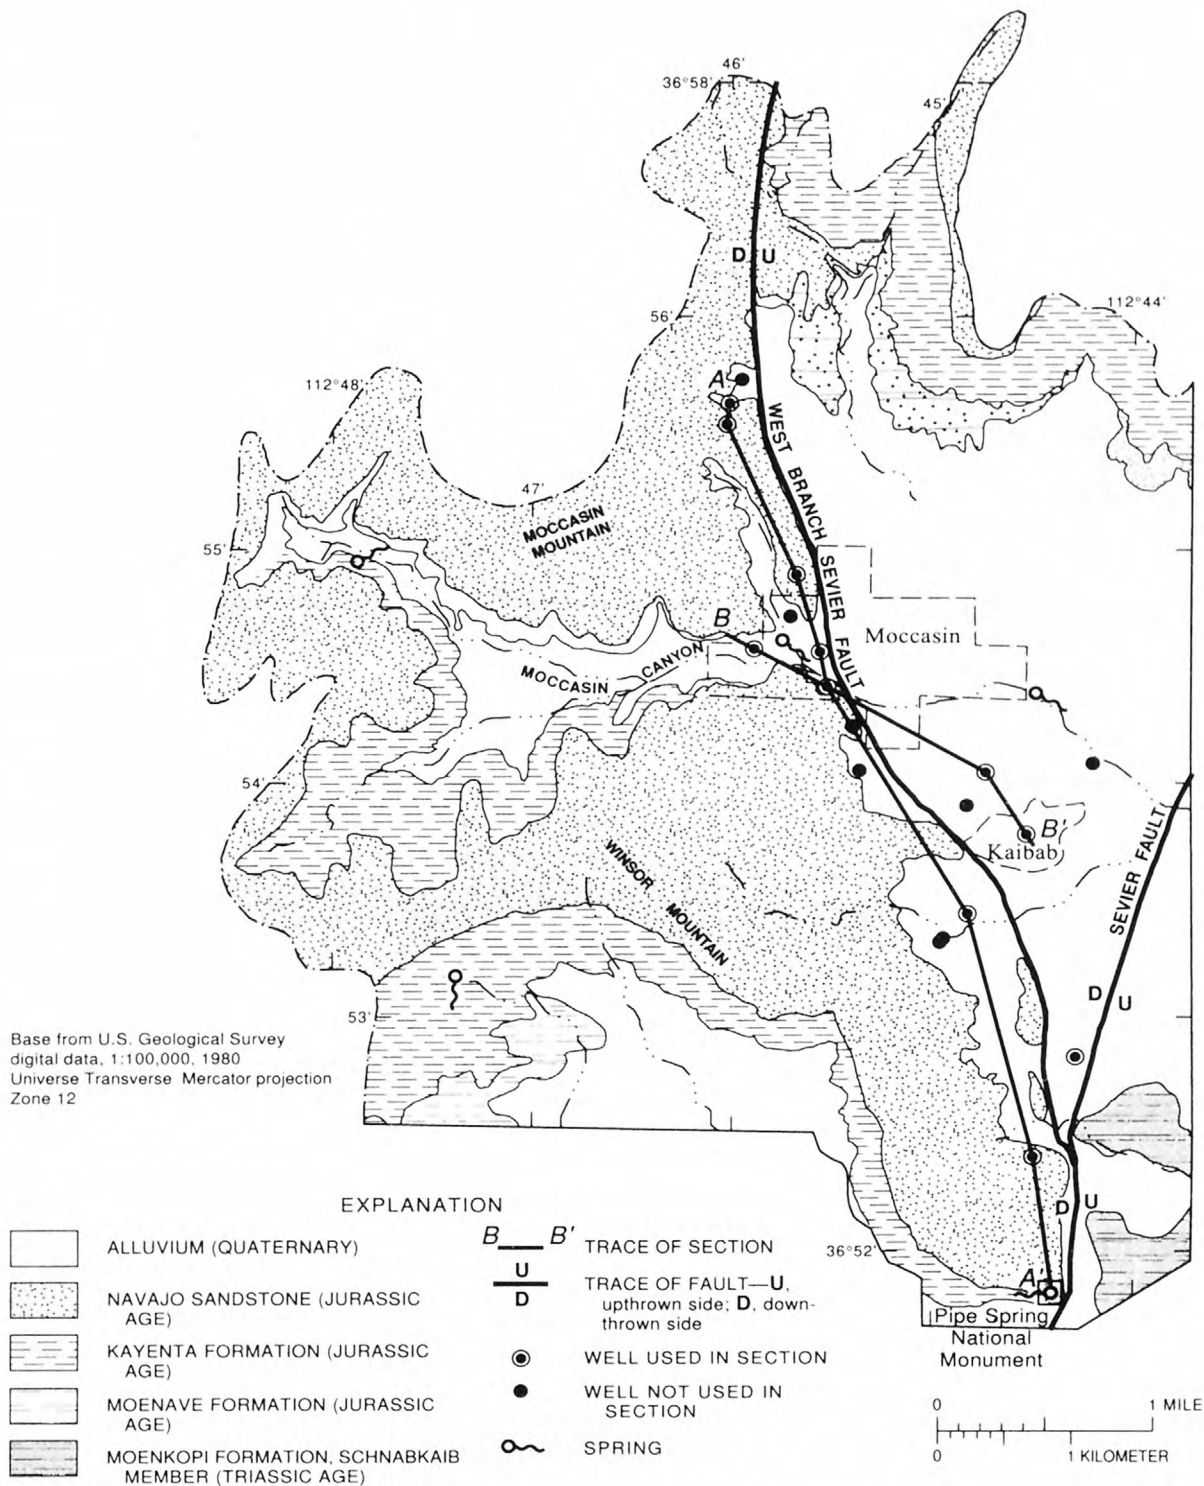 46'
36°58'
45'
D U
56'
112°44'
A
112°48'
WEST BRANCH SEVIER FAULT
47'
MOCCASIN
MOUNTAIN
55'
B
Moccasin
MOCCASIN CANYON
54'
B'
Kaibab
WINSOR MOUNTAIN
SEVIER FAULT
D U
53'
Base from U.S. Geological Survey
digital data, 1:100,000, 1980
Universe Transverse Mercator projection
Zone 12
D U
36°52'
A'
Pipe Spring
National
Monument
EXPLANATION
ALLUVIUM (QUATERNARY)
NAVAJO SANDSTONE (JURASSIC
AGE)
KAYENTA FORMATION (JURASSIC
AGE)
MOENAVE FORMATION (JURASSIC
AGE)
MOENKOPI FORMATION, SCHNABKAIB
MEMBER (TRIASSIC AGE)
B B' TRACE OF SECTION
U
D
TRACE OF FAULT—U,
upthrown side; D, down-
thrown side
WELL USED IN SECTION
WELL NOT USED IN
SECTION
SPRING
0 1 MILE
0 1 KILOMETER